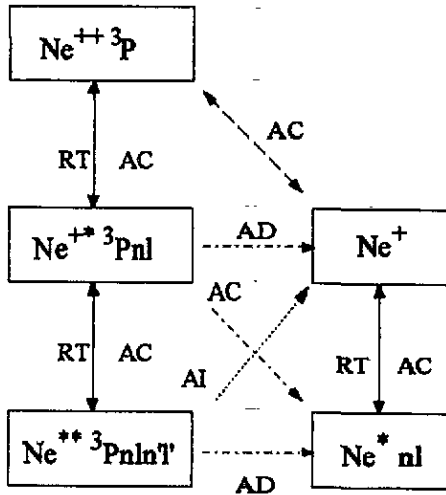 Ne⁺⁺ ³P
AC
RT AC
Ne⁺* ³Pnl
AD
Ne⁺
AC
RT AC
AI
RT AC
Ne** ³Pnln'l'
AD
Ne* nl